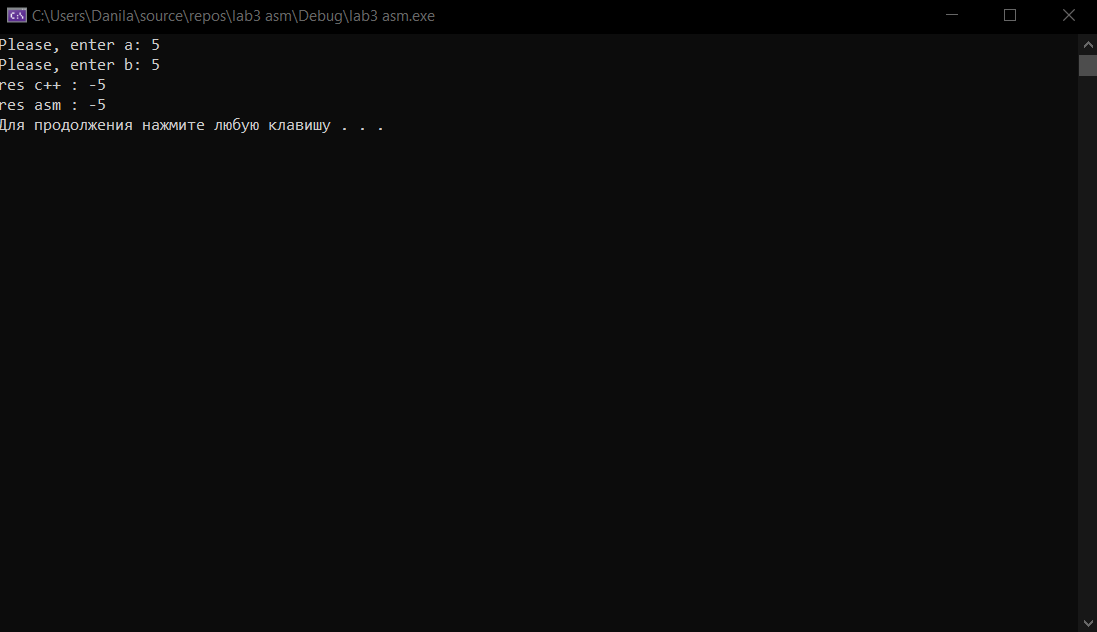 C:\Users\Danila\source\repos\lab3 asm\Debug\lab3 asm.exe
Please, enter a: 5
Please, enter b: 5
res c++ : -5
res asm : -5
Для продолжения нажмите любую клавишу . . .